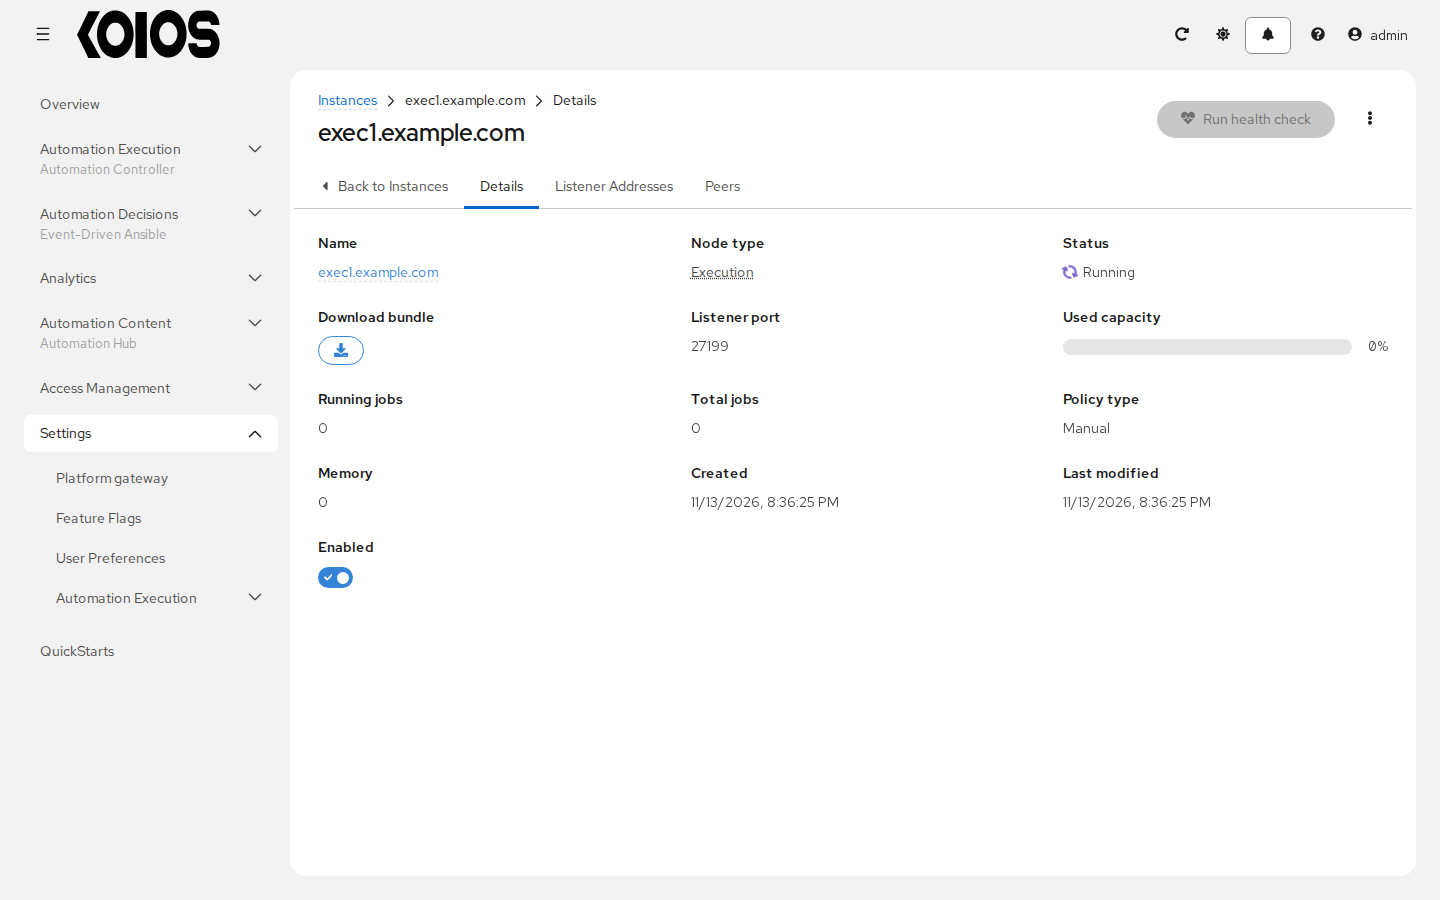 KOIOS
admin
Overview
Automation Execution
Automation Controller
Automation Decisions
Event-Driven Ansible
Analytics
Automation Content
Automation Hub
Access Management
Settings
Platform gateway
Feature Flags
User Preferences
Automation Execution
QuickStarts
Instances exec1.example.com Details
exec1.example.com
Run health check
Back to Instances Details Listener Addresses Peers
Name
exec1.example.com
Node type
Execution
Status
Running
Download bundle
Listener port
27199
Used capacity
0%
Running jobs
0
Total jobs
0
Policy type
Manual
Memory
0
Created
11/13/2026, 8:36:25 PM
Last modified
11/13/2026, 8:36:25 PM
Enabled